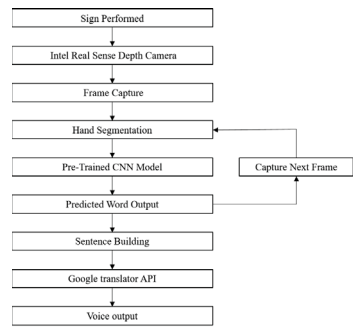 Sign Performed
Intel Real Sense Depth Camera
Frame Capture
Hand Segmentation
Pre-Trained CNN Model
Capture Next Frame
Predicted Word Output
Sentence Building
Google translator API
Voice output